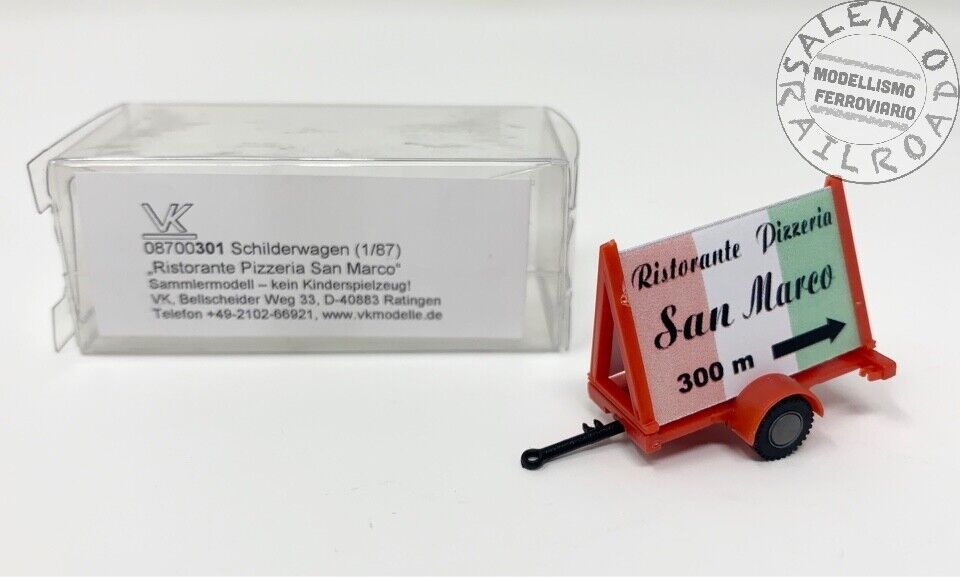 SALENTO RAILROAD
MODELLISMO
FERROVIARIO
VK
08700301 Schilderwagen (1/87)
„Ristorante Pizzeria San Marco“
Sammlermodell – kein Kinderspielzeug!
VK, Bellscheider Weg 33, D-40883 Ratingen
Telefon +49-2102-66921, www.vkmodelle.de
Ristorante Pizzeria
San Marco
300 m